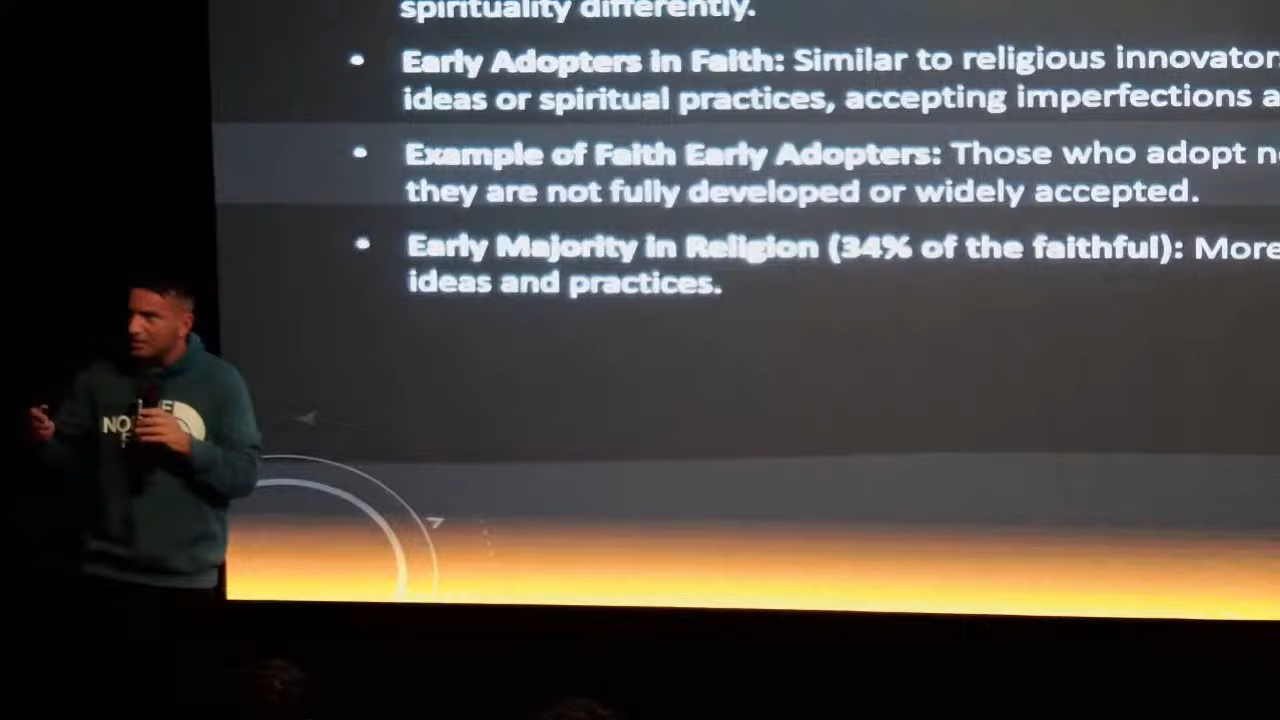 spirituality differently.
• Early Adopters in Faith: Similar to religious innovator
ideas or spiritual practices, accepting imperfections a
• Example of Faith Early Adopters: Those who adopt
they are not fully developed or widely accepted.
• Early Majority in Religion (34% of the faithful): More
ideas and practices.
NO
F